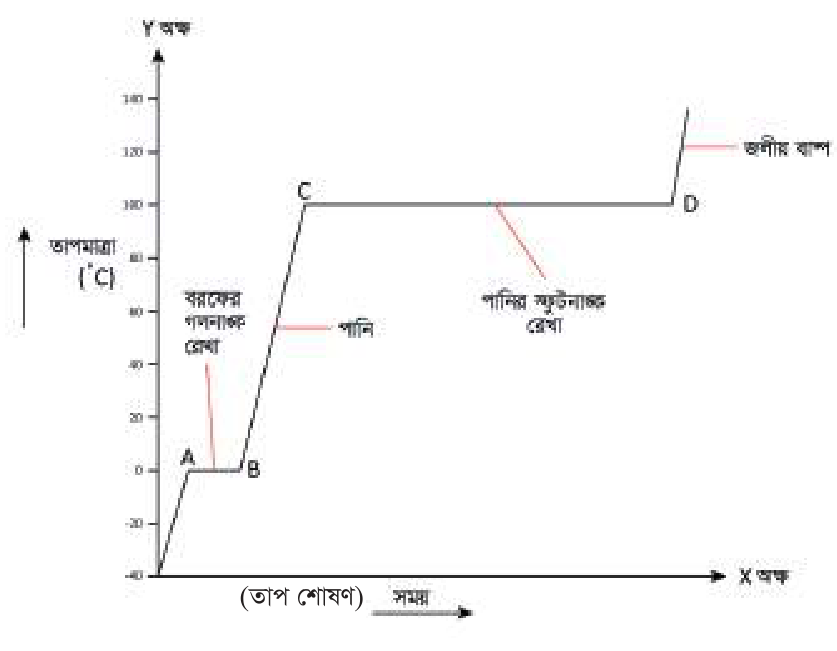 Y অক্ষ
140
120
100
80
60
40
20
0
-20
-40
তাপমাত্রা
(°C)
বরফের
গলনাঙ্ক
রেখা
A
B
C
D
পানি
পানির স্ফুটনাঙ্ক
রেখা
জলীয় বাষ্প
X অক্ষ
(তাপ শোষণ) সময়